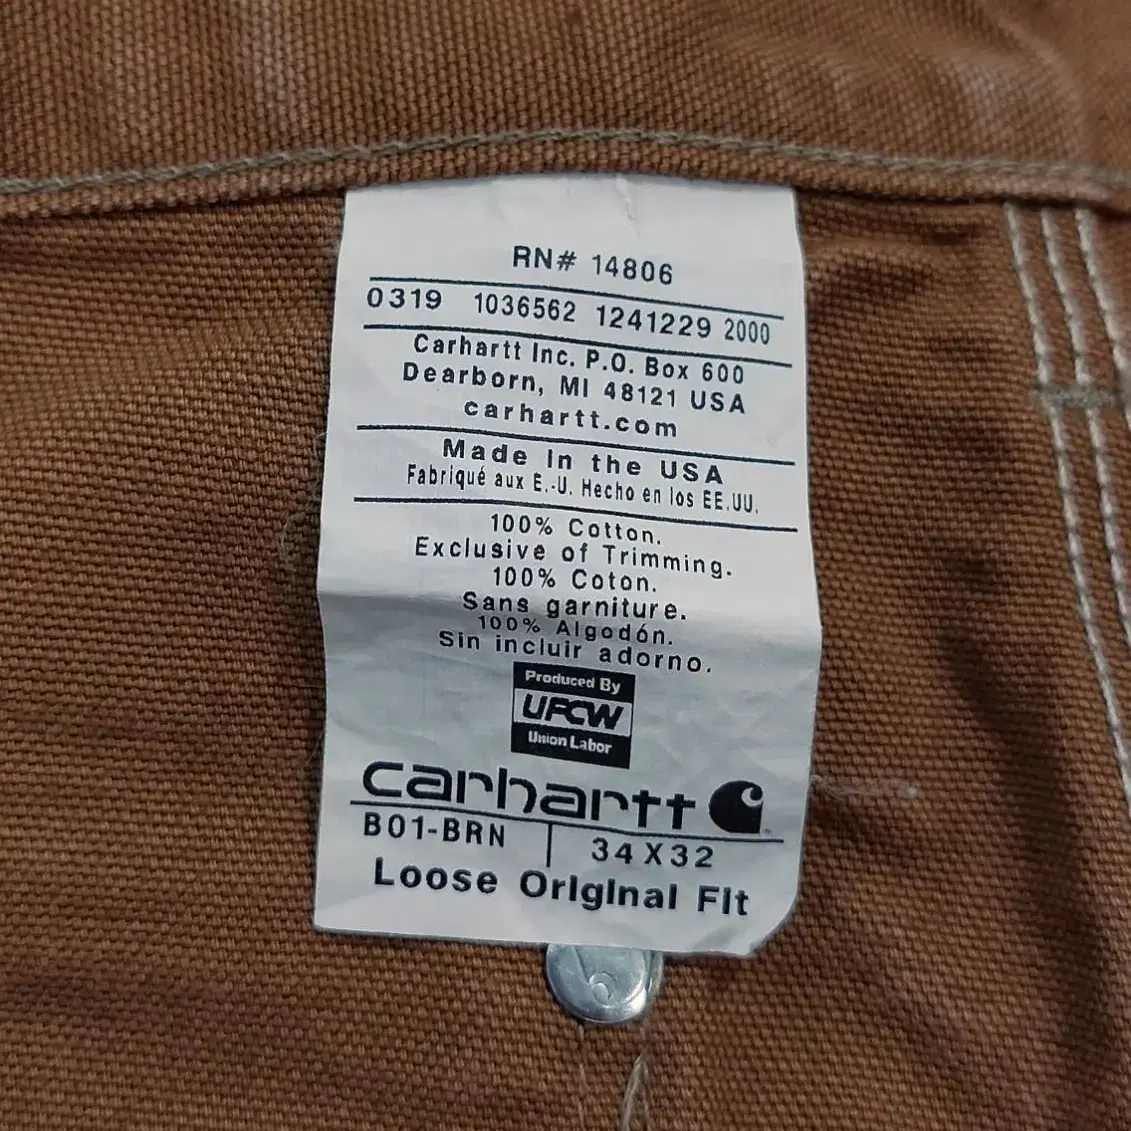 RN# 14806
0319 1036562 1241229 2000
Carhartt Inc. P.O. Box 600
Dearborn, MI 48121 USA
carhartt.com
Made In the USA
Fabriqué aux E.-U. Hecho en los EE.UU.
100% Cotton.
Exclusive of Trimming.
100% Coton.
Sans garniture.
100% Algodón.
Sin incluir adorno.
Produced By
UFCW
Union Labor
carhartt
B01-BRN | 34 X 32
Loose Original Fit